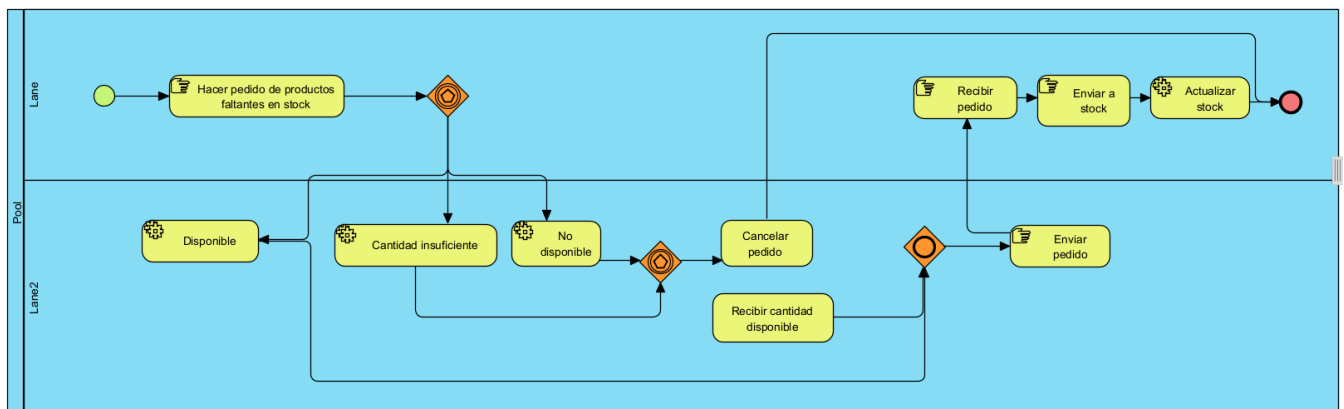 Pool
Lane
Hacer pedido de productos
faltantes en stock
Recibir
pedido
Enviar a
stock
Actualizar
stock
Lane2
Disponible
Cantidad insuficiente
No
disponible
Cancelar
pedido
Enviar
pedido
Recibir cantidad
disponible